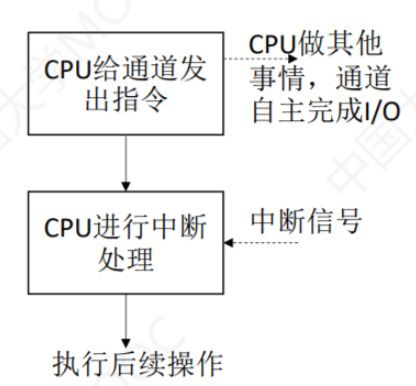 CPU给通道发
出指令
CPU做其他
事情，通道
自主完成I/O
CPU进行中断
处理
中断信号
执行后续操作